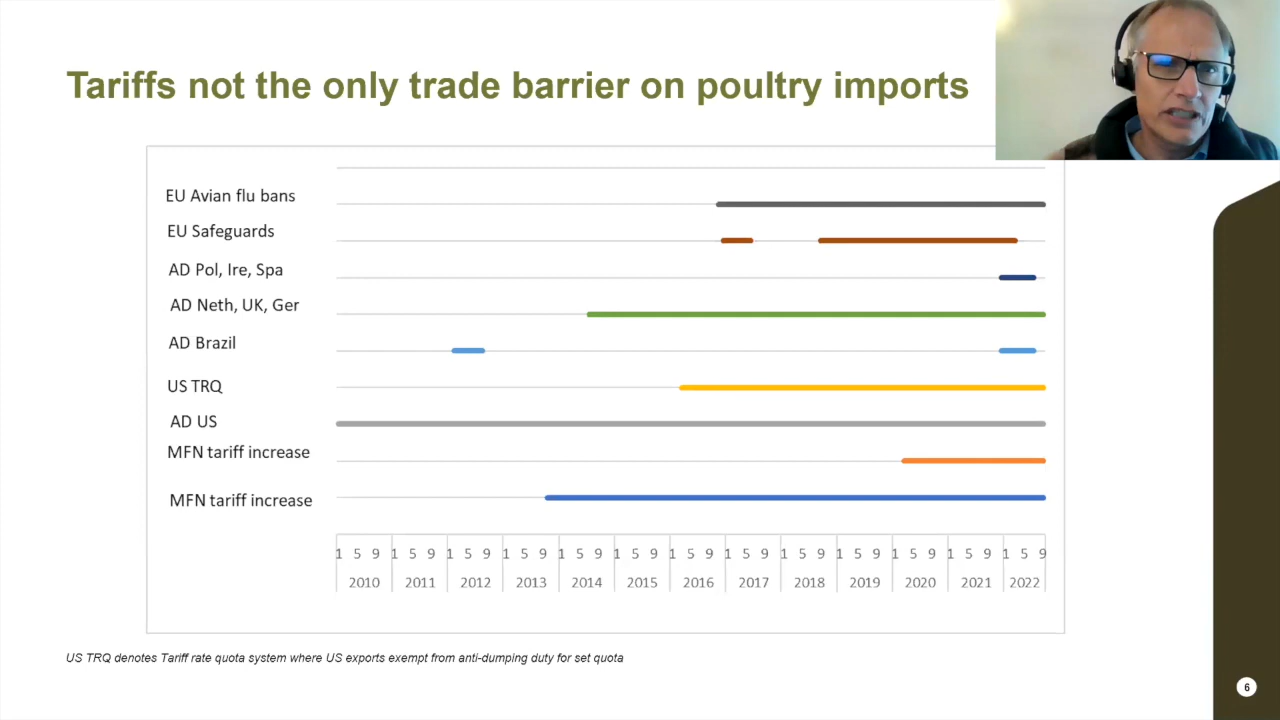 Tariffs not the only trade barrier on poultry imports
EU Avian flu bans
EU Safeguards
AD Pol, Ire, Spa
AD Neth, UK, Ger
AD Brazil
US TRQ
AD US
MFN tariff increase
MFN tariff increase
1 5 9 1 5 9 1 5 9 1 5 9 1 5 9 1 5 9 1 5 9 1 5 9 1 5 9 1 5 9 1 5 9 1 5 9 1 5 9
2010 2011 2012 2013 2014 2015 2016 2017 2018 2019 2020 2021 2022
US TRQ denotes Tariff rate quota system where US exports exempt from anti-dumping duty for set quota
6